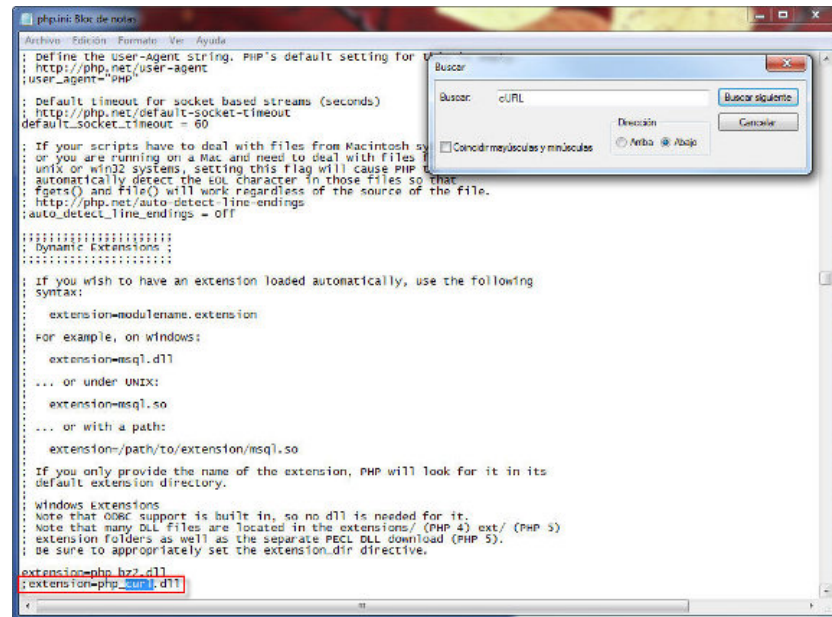 php.ini: Bloc de notas
Archivo Edición Formato Ver Ayuda
; Define the User-Agent string. PHP's default setting for
; http://php.net/user-agent
;user_agent="PHP"
; Default timeout for socket based streams (seconds)
; http://php.net/default-socket-timeout
default_socket_timeout = 60
; If your scripts have to deal with files from Macintosh
; or you are running on a Mac and need to deal with files
; unix or win32 systems, setting this flag will cause PHP
; automatically detect the EOL character in those files so that
; fgets() and file() will work regardless of the source of the file.
; http://php.net/auto-detect-line-endings
;auto_detect_line_endings = Off
;;;;;;;;;;;;;;;;;;;;;;
; Dynamic Extensions ;
;;;;;;;;;;;;;;;;;;;;;;
; If you wish to have an extension loaded automatically, use the following
; syntax:
;
;   extension=modulename.extension
;
; For example, on windows:
;
;   extension=msql.dll
;
; ... or under UNIX:
;
;   extension=msql.so
;
; ... or with a path:
;
;   extension=/path/to/extension/msql.so
;
; If you only provide the name of the extension, PHP will look for it in its
; default extension directory.
;
; Windows Extensions
; Note that ODBC support is built in, so no dll is needed for it.
; Note that many DLL files are located in the extensions/ (PHP 4) ext/ (PHP 5)
; extension folders as well as the separate PECL DLL download (PHP 5).
; Be sure to appropriately set the extension_dir directive.
;
extension=php_bz2.dll
;extension=php_curl.dll
Buscar
Buscar: cURL
Buscar siguiente
Dirección
Cancelar
Coincidir mayúsculas y minúsculas
Arriba Abajo